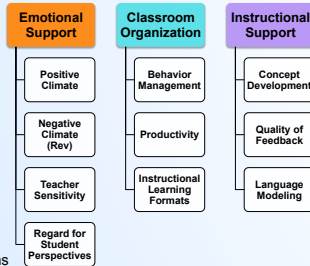 Emotional
Support
Positive
Climate
Negative
Climate
(Rev)
Teacher
Sensitivity
Regard for
Student
Perspectives
Classroom
Organization
Behavior
Management
Productivity
Instructional
Learning
Formats
Instructional
Support
Concept
Development
Quality of
Feedback
Language
Modeling